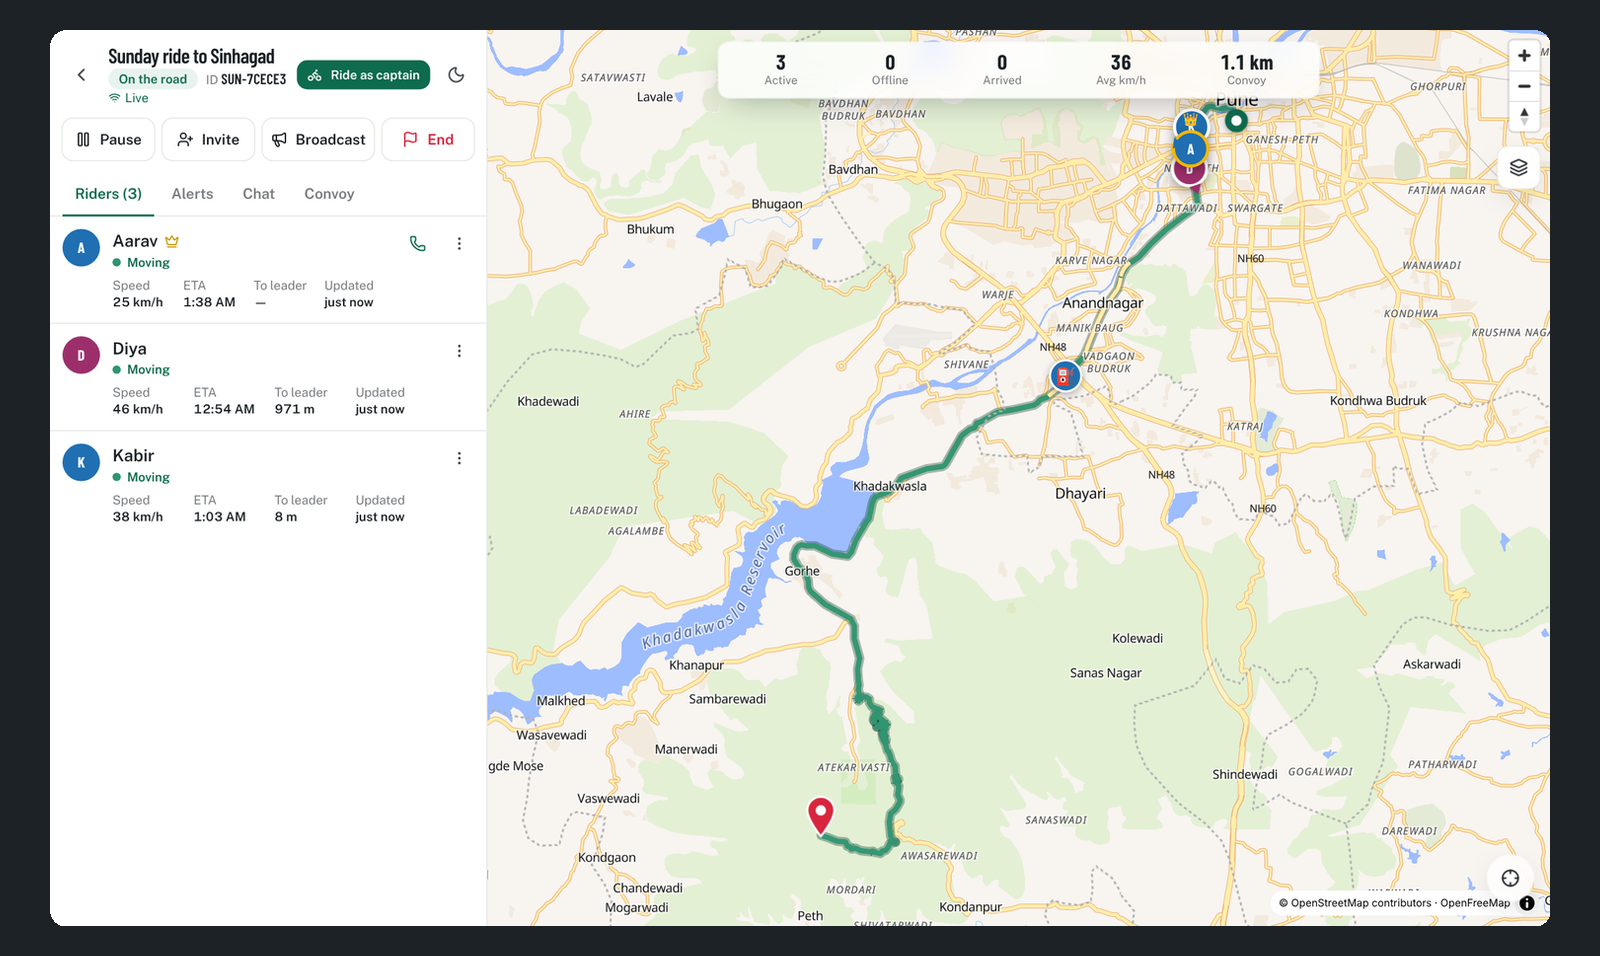 Sunday ride to Sinhagad
On the road
ID SUN-7CECE3
Live
Ride as captain
Pause
Invite
Broadcast
End
Riders (3)
Alerts
Chat
Convoy
A
Aarav
Moving
Speed
ETA
To leader
Updated
25 km/h
1:38 AM
—
just now
D
Diya
Moving
Speed
ETA
To leader
Updated
46 km/h
12:54 AM
971 m
just now
K
Kabir
Moving
Speed
ETA
To leader
Updated
38 km/h
1:03 AM
8 m
just now
3
Active
0
Offline
0
Arrived
36
Avg km/h
1.1 km
Convoy
PASHAN
SATAVWASTI
Lavale
BAVDHAN
BUDRUK
BAVDHAN
Pune
GHORPURI
GANESH PETH
A
Bavdhan
FATIMA NAGAR
Bhugaon
DATTAWADI
SWARGATE
Bhukum
KARVE NAGAR
NH60
WANAWADI
WARJE
Anandnagar
KONDHWA
MANIK BAUG
KRUSHNA NAGA
NH48
VADGAON
BUDRUK
SHIVANE
Khadewadi
Kondhwa Budruk
AHIRE
KATRAJ
NH48
Khadakwasla
Dhayari
LABADEWADI
NH60
AGALAMBE
Khadakwasla Reservoir
Gorhe
Kolewadi
Khanapur
Askarwadi
Sanas Nagar
Malkhed
Sambarewadi
Wasavewadi
Manerwadi
gde Mose
ATEKAR VASTI
Shindewadi
GOGALWADI
PATHARWADI
Vaswewadi
SANASWADI
DAREWADI
Kondgaon
AWASAREWADI
Chandewadi
MORDARI
Mogarwadi
Peth
Kondanpur
© OpenStreetMap contributors · OpenFreeMap